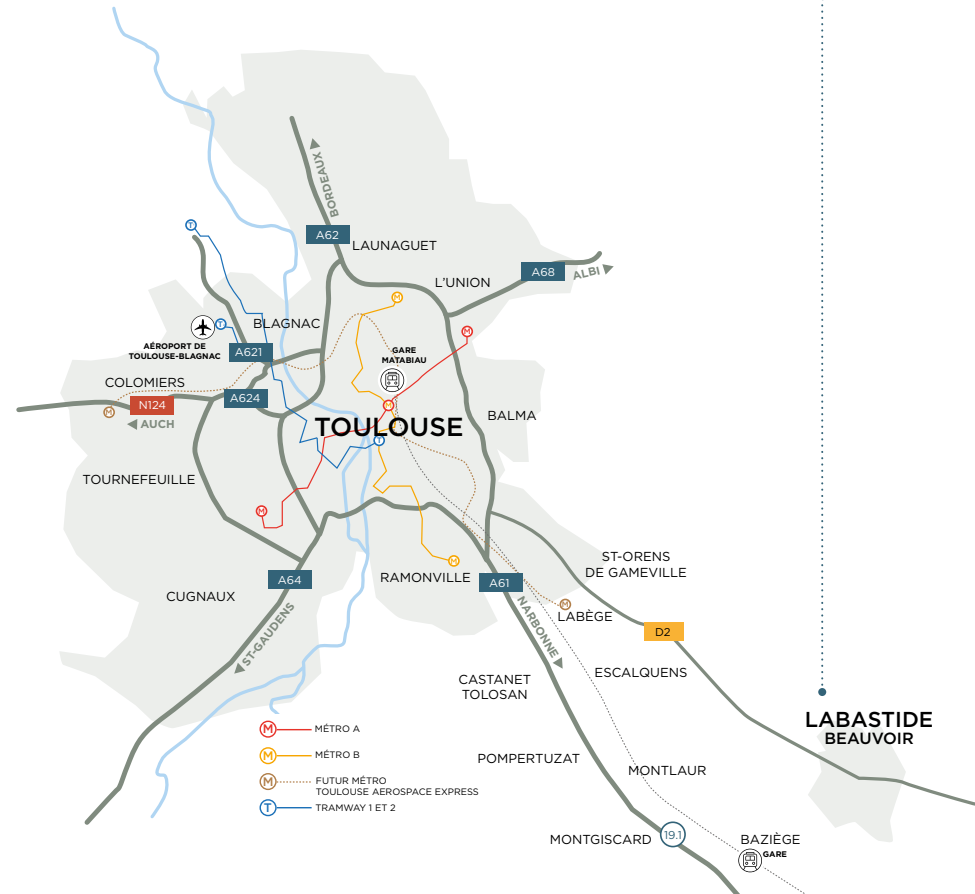 BORDEAUX
A62
LAUNAGUET
A68
ALBI
L'UNION
T
M
BLAGNAC
T
M
AÉROPORT DE
TOULOUSE-BLAGNAC
A621
GARE
MATABIAU
COLOMIERS
A624
N124
M
M
AUCH
TOULOUSE
BALMA
T
TOURNEFEUILLE
M
ST-ORENS
DE GAMEVILLE
M
A64
RAMONVILLE
A61
CUGNAUX
M
LABÈGE
NARBONNE
D2
ST-GAUDENS
ESCALQUENS
CASTANET
TOLOSAN
LABASTIDE
BEAUVOIR
M MÉTRO A
M MÉTRO B
M FUTUR MÉTRO
TOULOUSE AEROSPACE EXPRESS
T TRAMWAY 1 ET 2
POMPERTUZAT
MONTLAUR
MONTGISCARD
19.1
BAZIÈGE
GARE